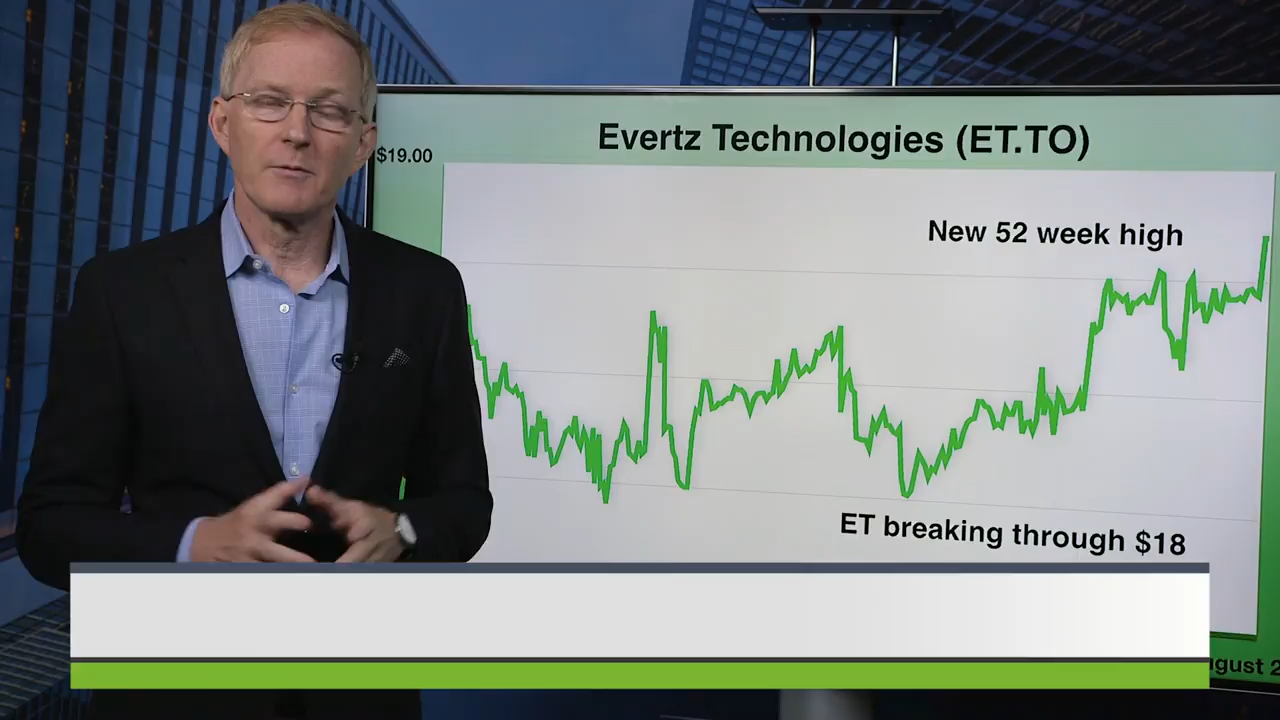 Evertz Technologies (ET.TO)
$19.00
New 52 week high
ET breaking through $18